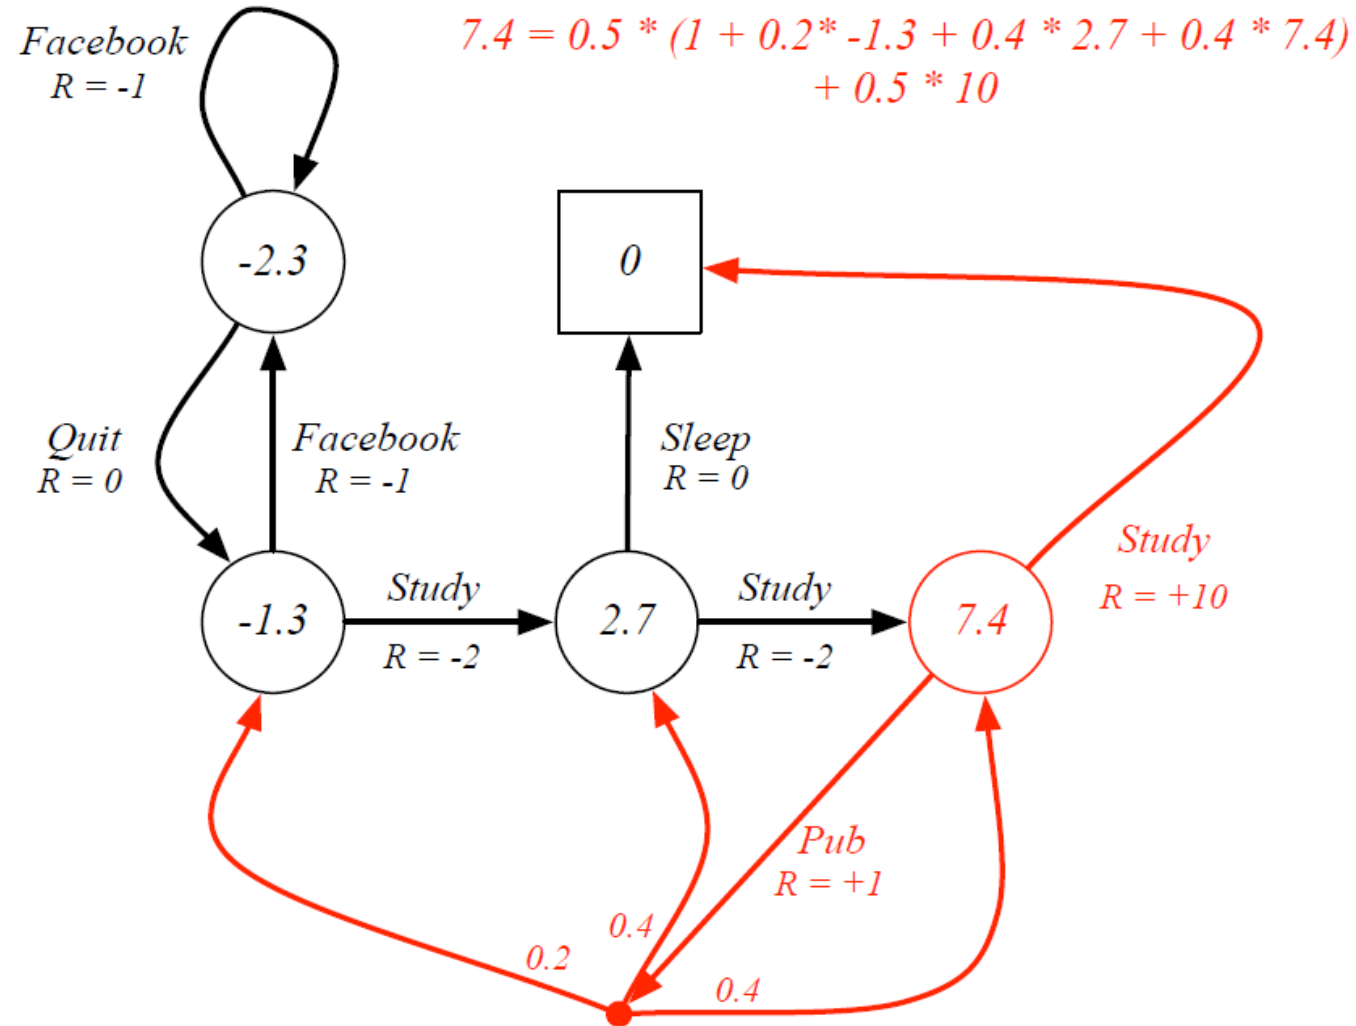 Facebook
R = -1
7.4 = 0.5 * (1 + 0.2* -1.3 + 0.4 * 2.7 + 0.4 * 7.4)
+ 0.5 * 10
-2.3
0
Quit
R = 0
Facebook
R = -1
Sleep
R = 0
-1.3
Study
R = -2
2.7
Study
R = -2
7.4
Study
R = +10
Pub
R = +1
0.2
0.4
0.4